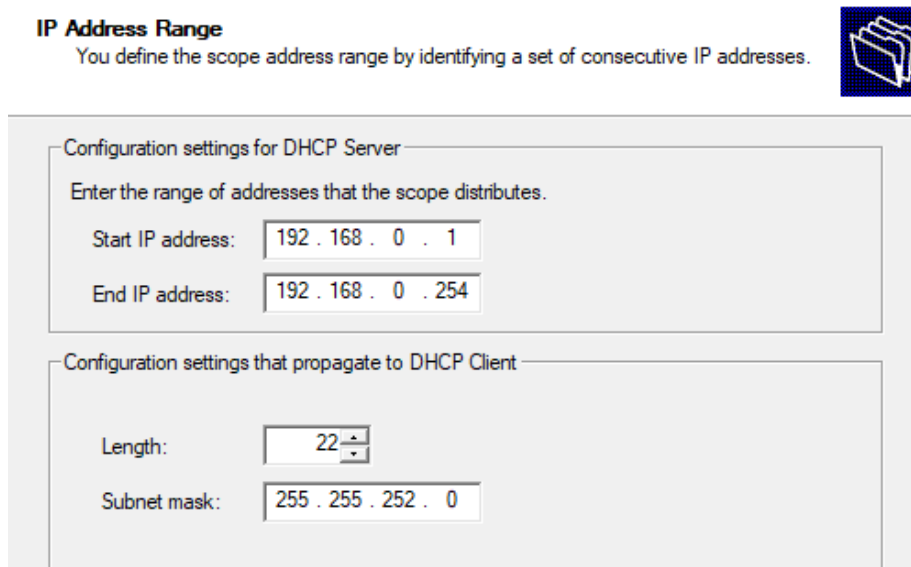 IP Address Range
You define the scope address range by identifying a set of consecutive IP addresses.
Configuration settings for DHCP Server
Enter the range of addresses that the scope distributes.
Start IP address: 192 . 168 . 0 . 1
End IP address: 192 . 168 . 0 . 254
Configuration settings that propagate to DHCP Client
Length: 22
Subnet mask: 255 . 255 . 252 . 0